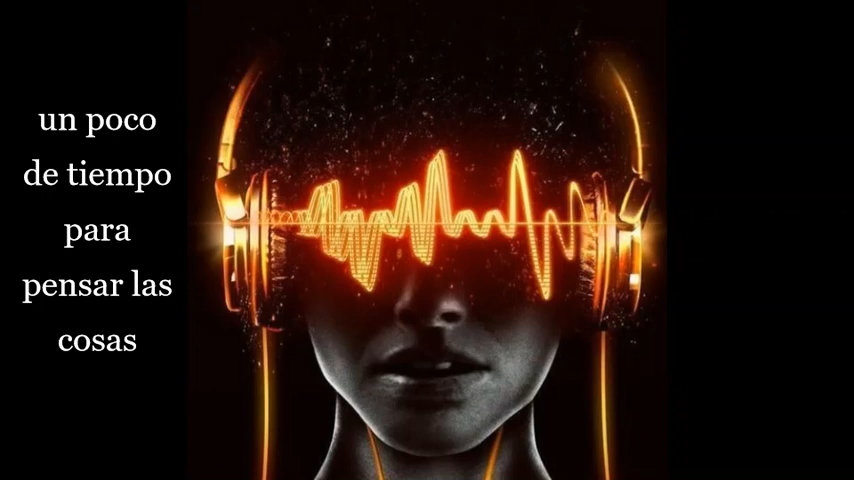 un poco
de tiempo
para
pensar las
cosas